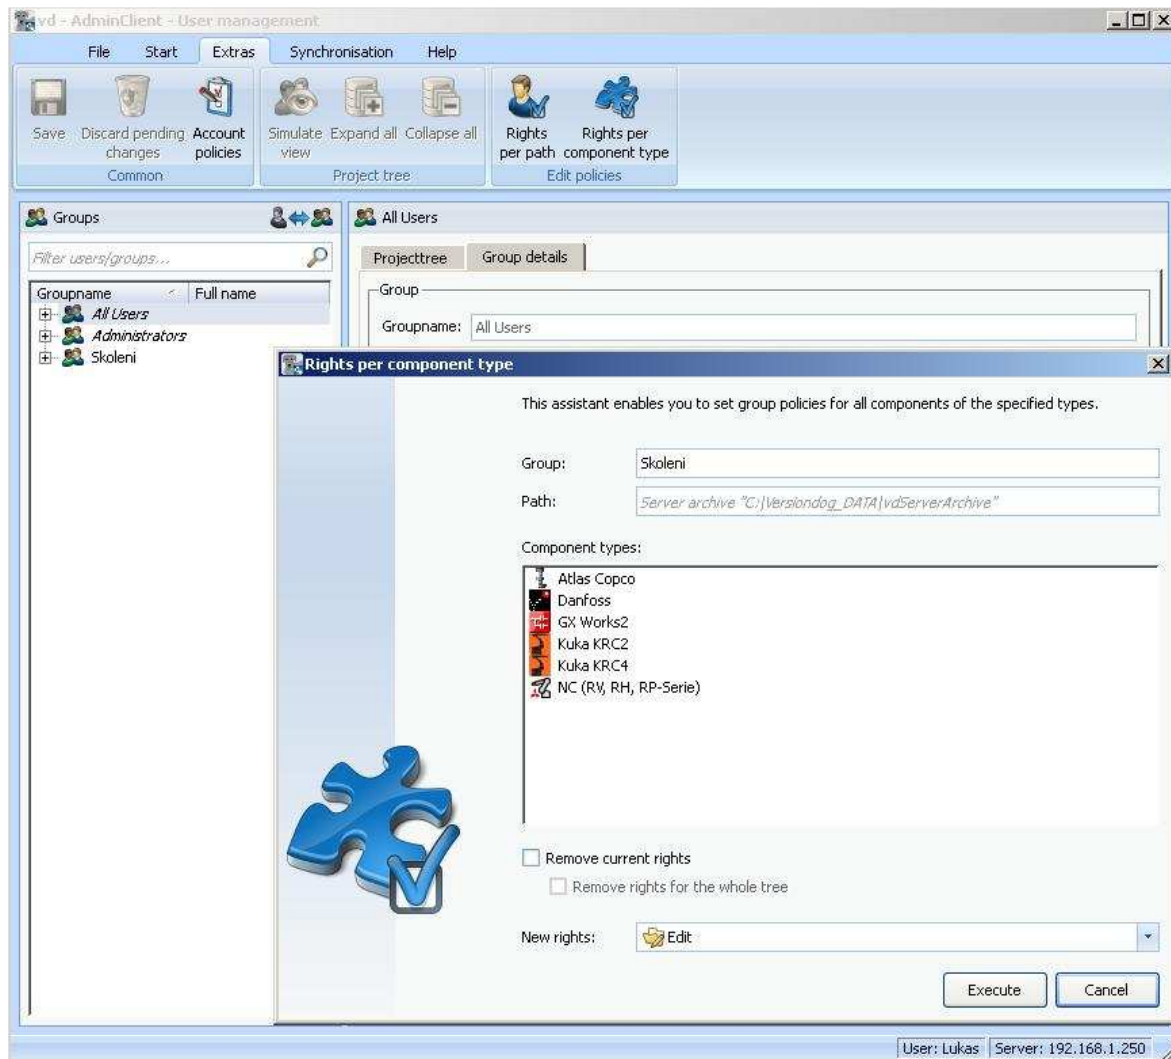 vd - AdminClient - User management
File Start Extras Synchronisation Help
Save Discard pending changes Account policies Simulate view Expand all Collapse all Rights per path Rights per component type
Common Project tree Edit policies
Groups
All Users
Filter users/groups...
Projecttree Group details
Groupname Full name
Group
All Users
Groupname: All Users
Administrators
Skoleni
Rights per component type
This assistant enables you to set group policies for all components of the specified types.
Group: Skoleni
Path: Server archive "C:\Versiondog_DATA\vdServerArchive"
Component types:
Atlas Copco
Danfoss
GX Works2
Kuka KRC2
Kuka KRC4
NC (RV, RH, RP-Serie)
Remove current rights
Remove rights for the whole tree
New rights: Edit
Execute Cancel
User: Lukas Server: 192.168.1.250